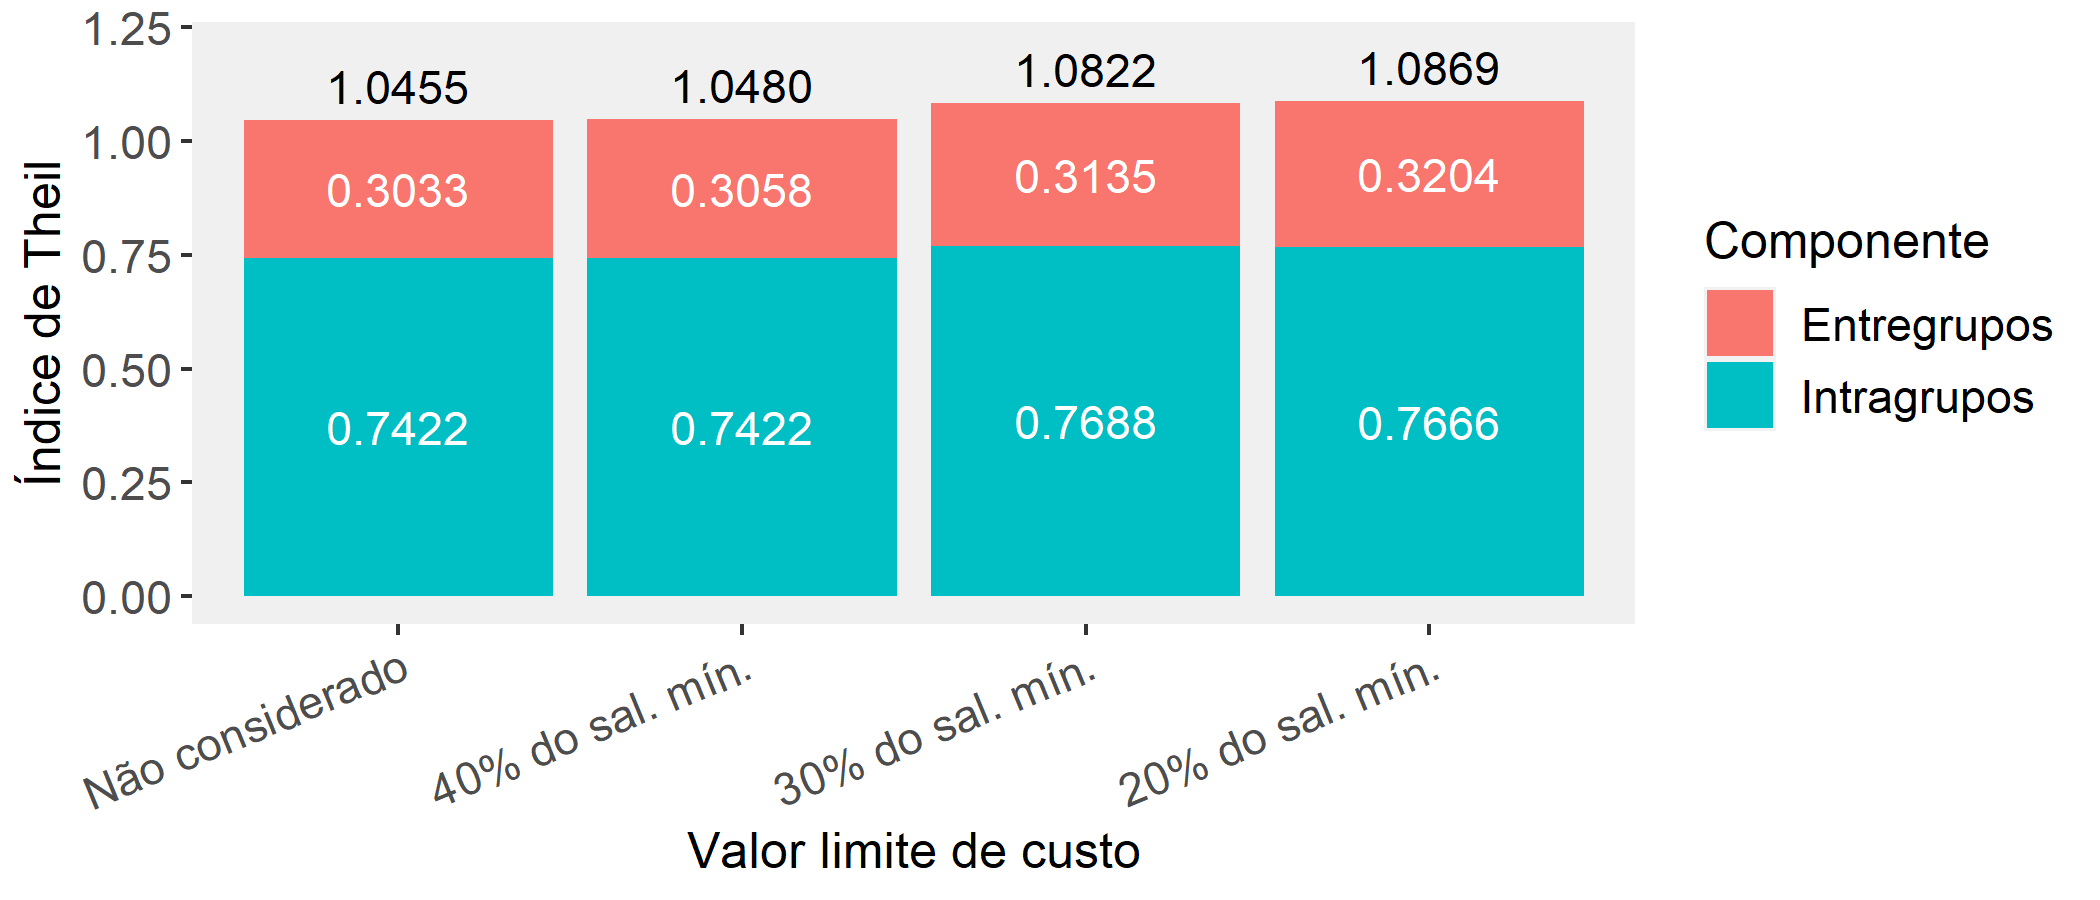 1.25
1.00
0.75
0.50
0.25
0.00
Índice de Theil
1.0455
1.0480
1.0822
1.0869
0.3033
0.3058
0.3135
0.3204
0.7422
0.7422
0.7688
0.7666
Não considerado
40% do sal. mín.
30% do sal. mín.
20% do sal. mín.
Valor limite de custo
Componente
Entregrupos
Intragrupos